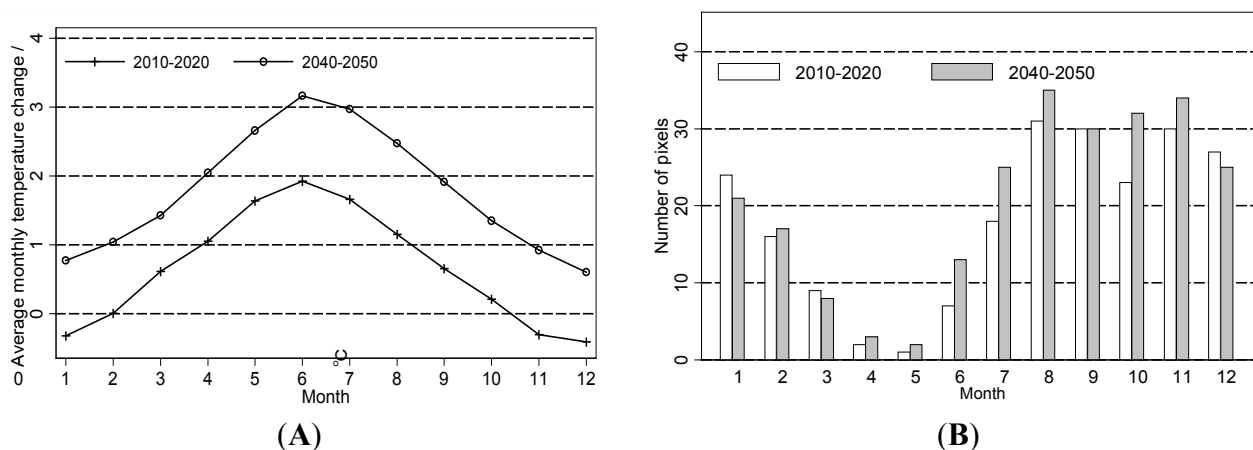 Average monthly temperature change /
°C
4
3
2
1
0
0
2010-2020
2040-2050
1 2 3 4 5 6 7 8 9 10 11 12
Month
(A)
Number of pixels
40
30
20
10
0
2010-2020
2040-2050
1 2 3 4 5 6 7 8 9 10 11 12
Month
(B)